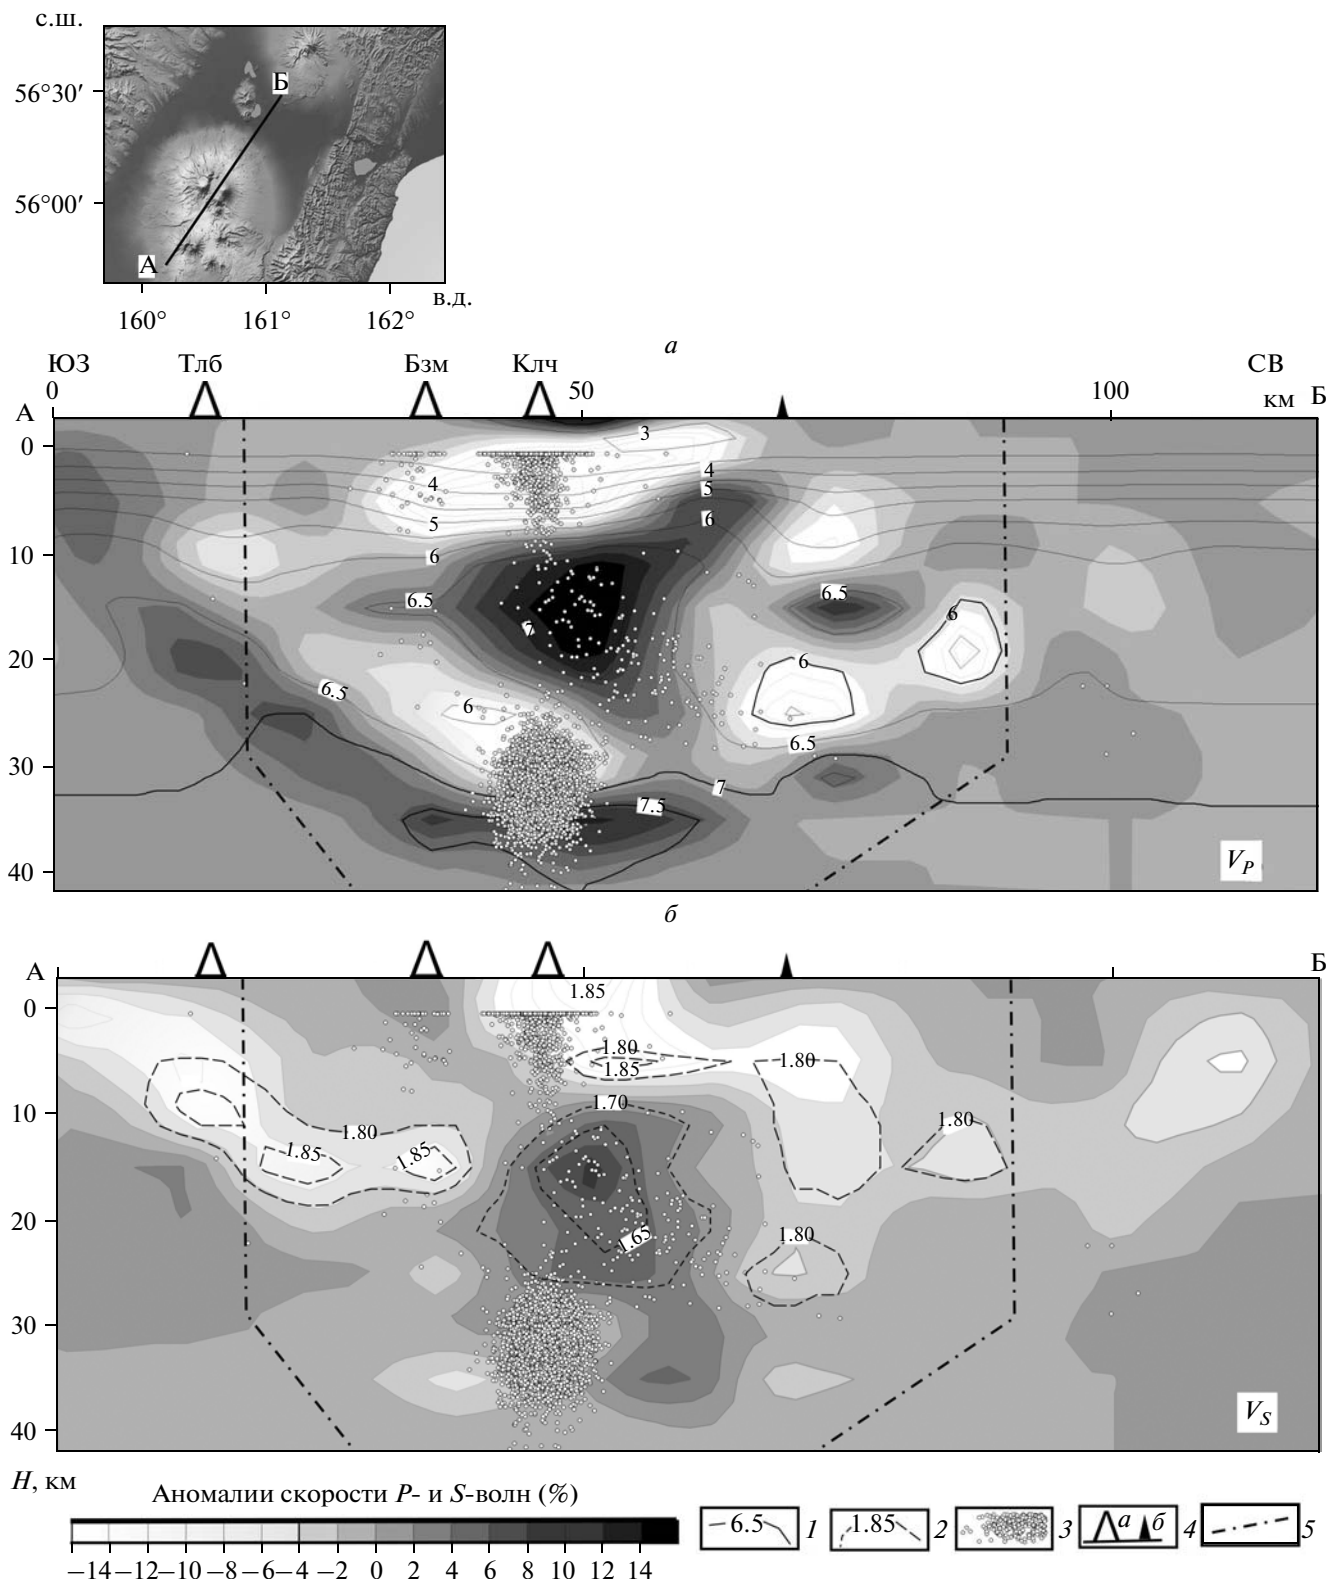 с.ш.
56°30′
56°00′
Б
А
160° 161° 162°
в.д.
а
ЮЗ Тлб Бзм Клч СВ
0 50 100 км
А Б
0
10
20
30
40
3
4 4
5 5
6 6
6.5 6.5
7 6
6.5 6 6
6.5
7
7.5
V_P
б
А Б
0
10
20
30
40
1.85
1.80 1.80
1.85
1.70
1.80 1.80
1.85 1.85
1.65 1.80
V_S
H, км
Аномалии скорости P- и S-волн (%)
−14 −12 −10 −8 −6 −4 −2 0 2 4 6 8 10 12 14
6.5 1
1.85 2
3
а б 4
5